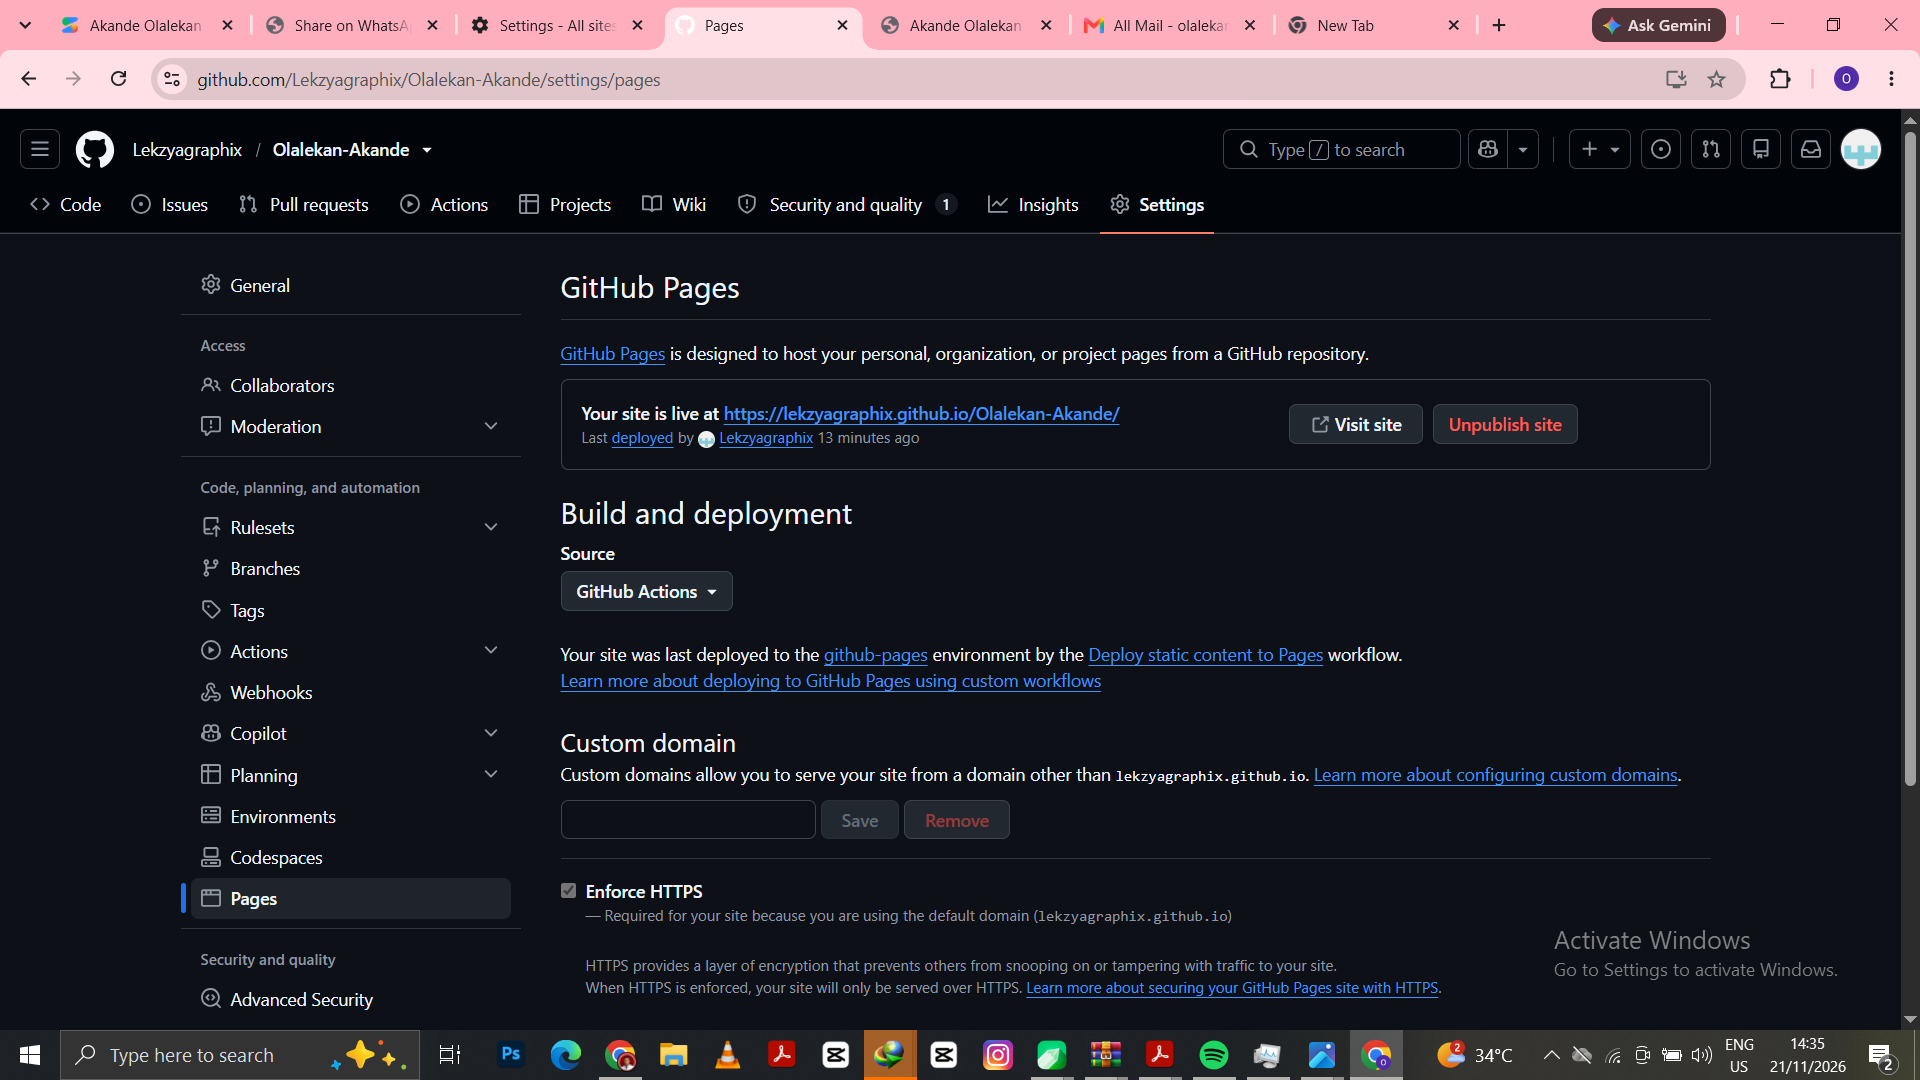 Akande Olalekan
Share on WhatsA
Settings - All sites
Pages
Akande Olalekan
All Mail - olalekan
New Tab
Ask Gemini
github.com/Lekzyagraphix/Olalekan-Akande/settings/pages
O
Lekzyagraphix / Olalekan-Akande
Type / to search
Code
Issues
Pull requests
Actions
Projects
Wiki
Security and quality 1
Insights
Settings
General
Access
Collaborators
Moderation
Code, planning, and automation
Rulesets
Branches
Tags
Actions
Webhooks
Copilot
Planning
Environments
Codespaces
Pages
Security and quality
Advanced Security
GitHub Pages
GitHub Pages is designed to host your personal, organization, or project pages from a GitHub repository.
Your site is live at https://lekzyagraphix.github.io/Olalekan-Akande/
Last deployed by Lekzyagraphix 13 minutes ago
Visit site
Unpublish site
Build and deployment
Source
GitHub Actions
Your site was last deployed to the github-pages environment by the Deploy static content to Pages workflow.
Learn more about deploying to GitHub Pages using custom workflows
Custom domain
Custom domains allow you to serve your site from a domain other than lekzyagraphix.github.io. Learn more about configuring custom domains.
Save
Remove
Enforce HTTPS
— Required for your site because you are using the default domain (lekzyagraphix.github.io)
HTTPS provides a layer of encryption that prevents others from snooping on or tampering with traffic to your site.
When HTTPS is enforced, your site will only be served over HTTPS. Learn more about securing your GitHub Pages site with HTTPS.
Activate Windows
Go to Settings to activate Windows.
Type here to search
Ps
2
34°C
ENG
US
14:35
21/11/2026
2